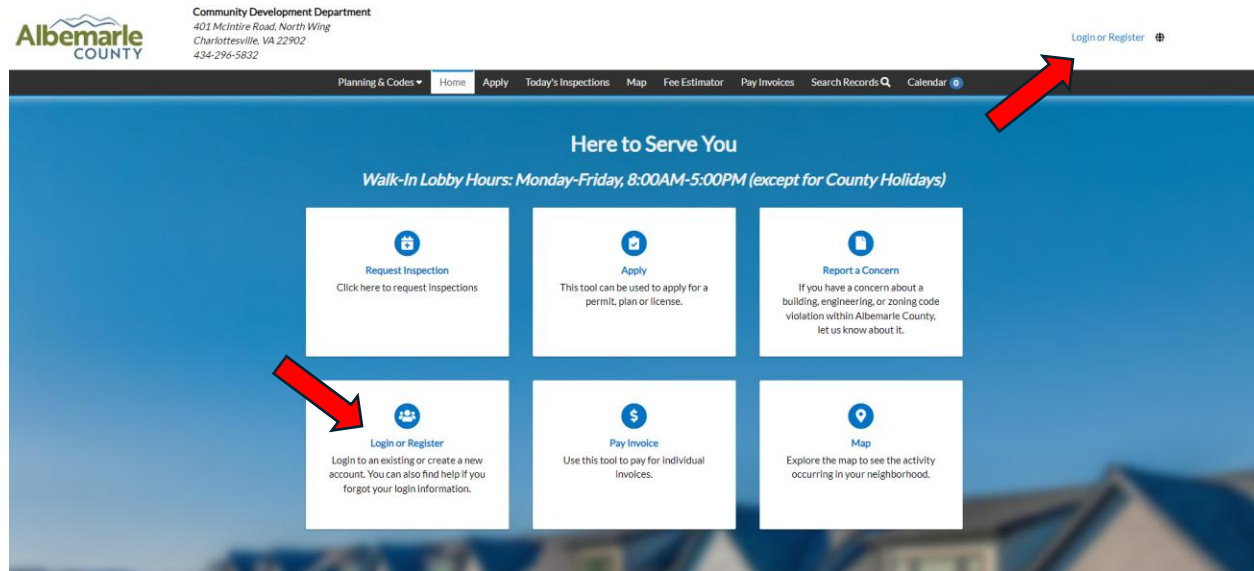 Albemarle
COUNTY
Community Development Department
401 McIntire Road, North Wing
Charlottesville, VA 22902
434-296-5832
Login or Register
Planning & Codes Home Apply Today's Inspections Map Fee Estimator Pay Invoices Search Records Calendar 0
Here to Serve You
Walk-In Lobby Hours: Monday-Friday, 8:00AM-5:00PM (except for County Holidays)
Request Inspection
Click here to request inspections
Apply
This tool can be used to apply for a
permit, plan or license.
Report a Concern
If you have a concern about a
building, engineering, or zoning code
violation within Albemarle County,
let us know about it.
Login or Register
Login to an existing or create a new
account. You can also find help if you
forgot your login information.
Pay Invoice
Use this tool to pay for individual
invoices.
Map
Explore the map to see the activity
occurring in your neighborhood.